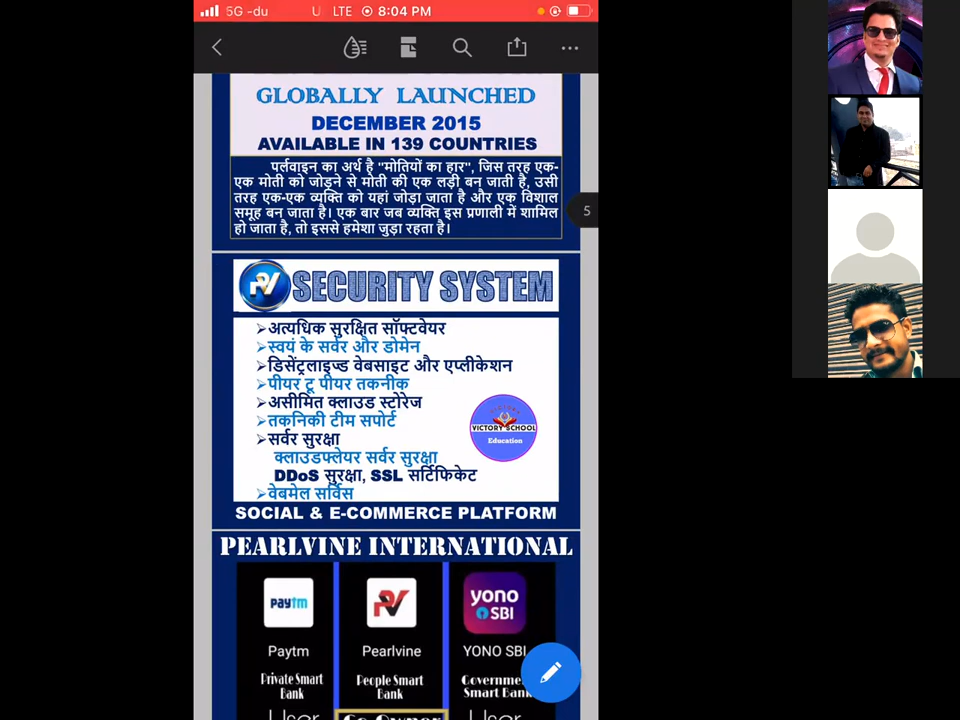 5G -du U LTE 8:04 PM
GLOBALLY LAUNCHED
DECEMBER 2015
AVAILABLE IN 139 COUNTRIES
पर्लवाइन का अर्थ है "मोतियों का हार", जिस तरह एक-
एक मोती को जोड़ने से मोती की एक लड़ी बन जाती है, उसी
तरह एक-एक व्यक्ति को यहां जोड़ा जाता है और एक विशाल
समूह बन जाता है। एक बार जब व्यक्ति इस प्रणाली में शामिल
हो जाता है, तो इससे हमेशा जुड़ा रहता है।
5
PV SECURITY SYSTEM
➢अत्यधिक सुरक्षित सॉफ्टवेयर
➢स्वयं के सर्वर और डोमेन
➢डिसेंट्रलाइज्ड वेबसाइट और एप्लीकेशन
➢पीयर टू पीयर तकनीक
➢असीमित क्लाउड स्टोरेज
➢तकनिकी टीम सपोर्ट
➢सर्वर सुरक्षा
क्लाउडफ्लेयर सर्वर सुरक्षा
DDoS सुरक्षा, SSL सर्टिफिकेट
➢वेबमेल सर्विस
VICTORY
VICTORY SCHOOL
Education
SOCIAL & E-COMMERCE PLATFORM
PEARLVINE INTERNATIONAL
paytm PV yono SBI
Paytm Pearlvine YONO SBI
Private Smart Bank
People Smart Bank
Smart Bank
User Co-Owner User